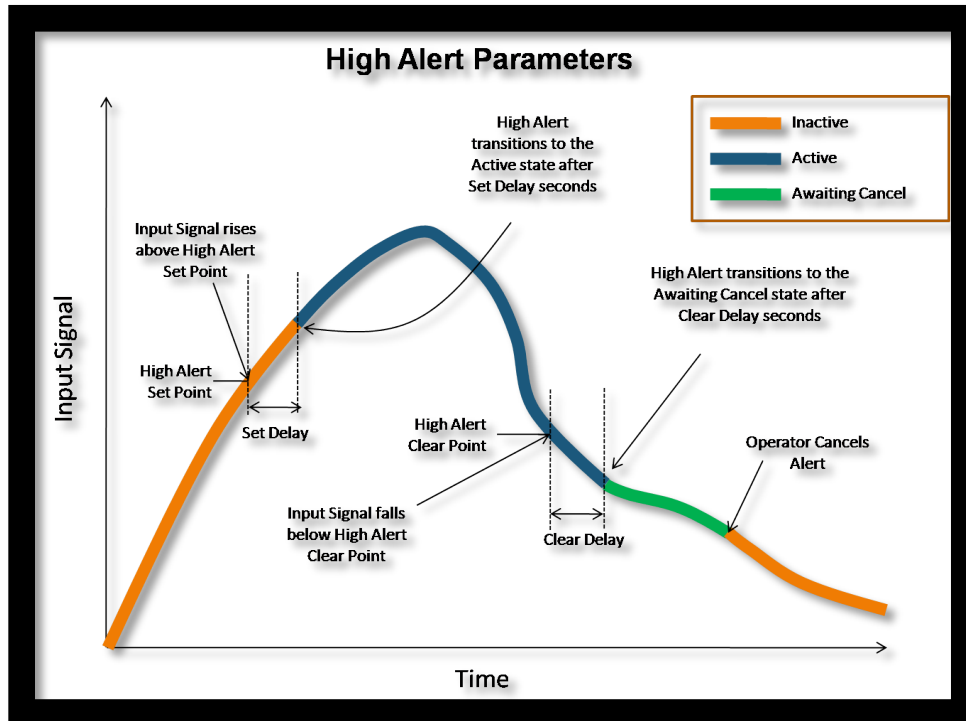 High Alert Parameters
High Alert
transitions to the
Active state after
Set Delay seconds
Inactive
Active
Awaiting Cancel
Input Signal rises
above High Alert
Set Point
High Alert transitions to the
Awaiting Cancel state after
Clear Delay seconds
Input Signal
High Alert
Set Point
Set Delay
High Alert
Clear Point
Operator Cancels
Alert
Input Signal falls
below High Alert
Clear Point
Clear Delay
Time